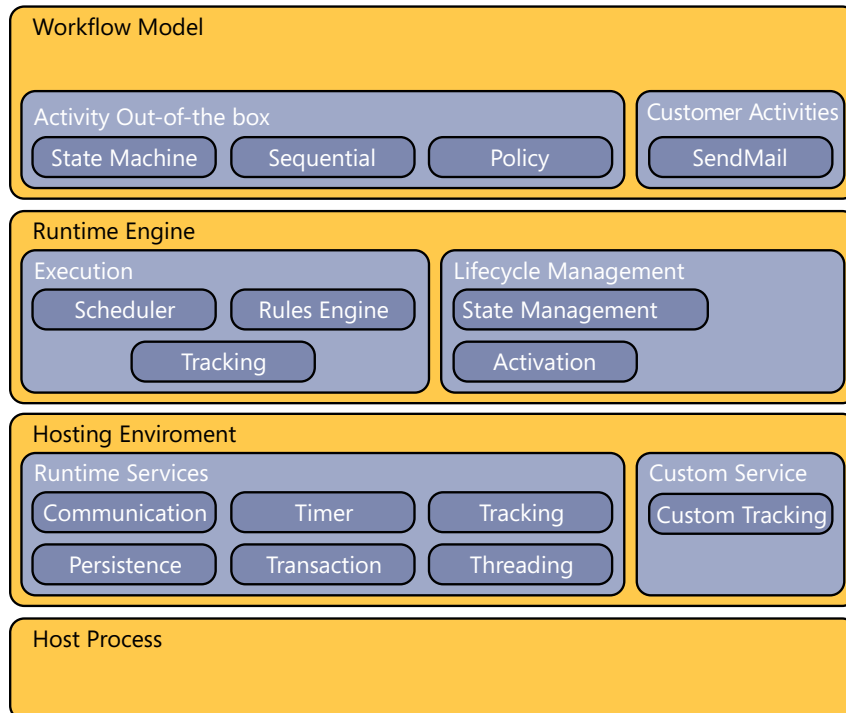 Workflow Model
Activity Out-of-the box
State Machine
Sequential
Policy
Customer Activities
SendMail
Runtime Engine
Execution
Scheduler
Rules Engine
Tracking
Lifecycle Management
State Management
Activation
Hosting Enviroment
Runtime Services
Communication
Timer
Tracking
Persistence
Transaction
Threading
Custom Service
Custom Tracking
Host Process